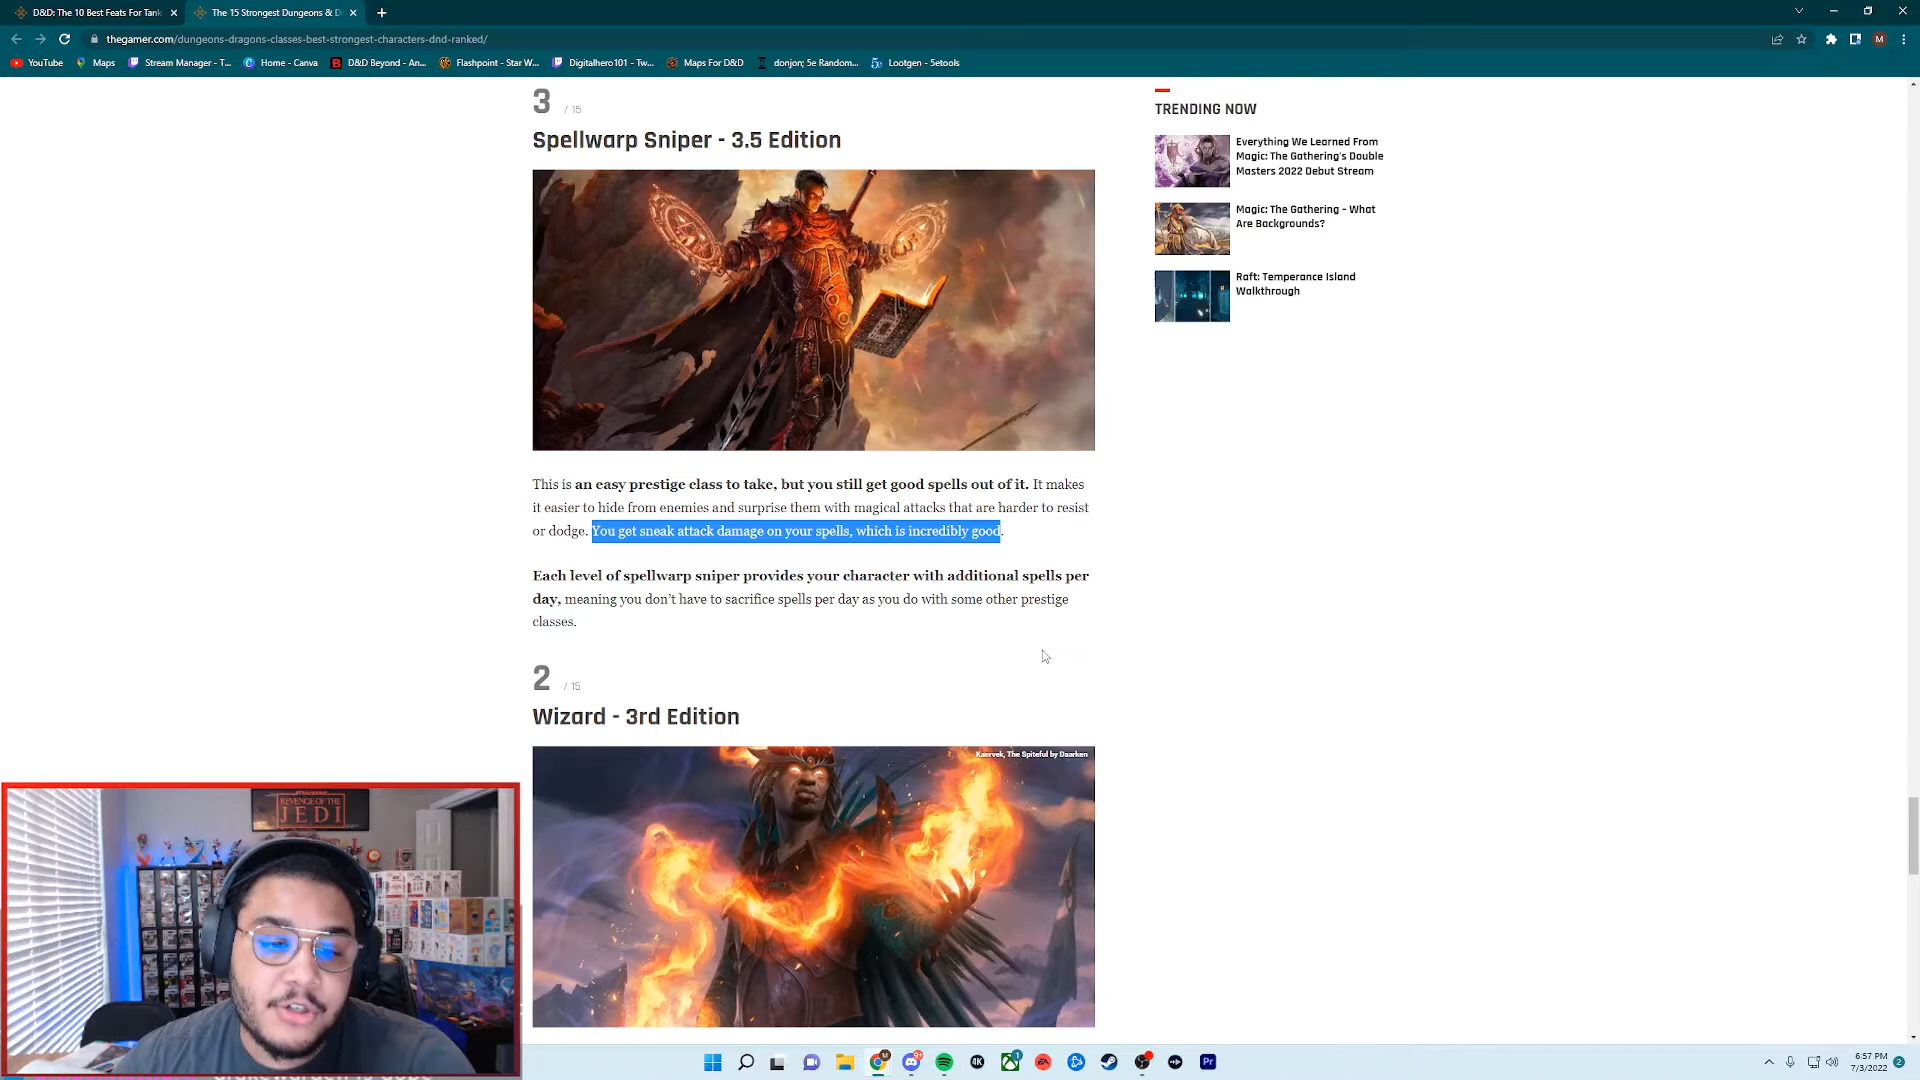 D&D: The 10 Best Feats For Tank
The 15 Strongest Dungeons & D
thegamer.com/dungeons-dragons-classes-best-strongest-characters-dnd-ranked/
M
YouTube
Maps
Stream Manager - T...
Home - Canva
D&D Beyond - An...
Flashpoint - Star W...
Digitalhero101 - Tw...
Maps For D&D
donjon; 5e Random...
Lootgen - 5etools
3 / 15
Spellwarp Sniper - 3.5 Edition
This is an easy prestige class to take, but you still get good spells out of it. It makes
it easier to hide from enemies and surprise them with magical attacks that are harder to resist
or dodge. You get sneak attack damage on your spells, which is incredibly good.
Each level of spellwarp sniper provides your character with additional spells per
day, meaning you don't have to sacrifice spells per day as you do with some other prestige
classes.
2 / 15
Wizard - 3rd Edition
Kaervek, The Spiteful by Daarken
TRENDING NOW
Everything We Learned From
Magic: The Gathering's Double
Masters 2022 Debut Stream
Magic: The Gathering – What
Are Backgrounds?
Raft: Temperance Island
Walkthrough
REVENGE OF THE
JEDI
9+
4K
1
EA
Pr
6:57 PM
7/3/2022
2